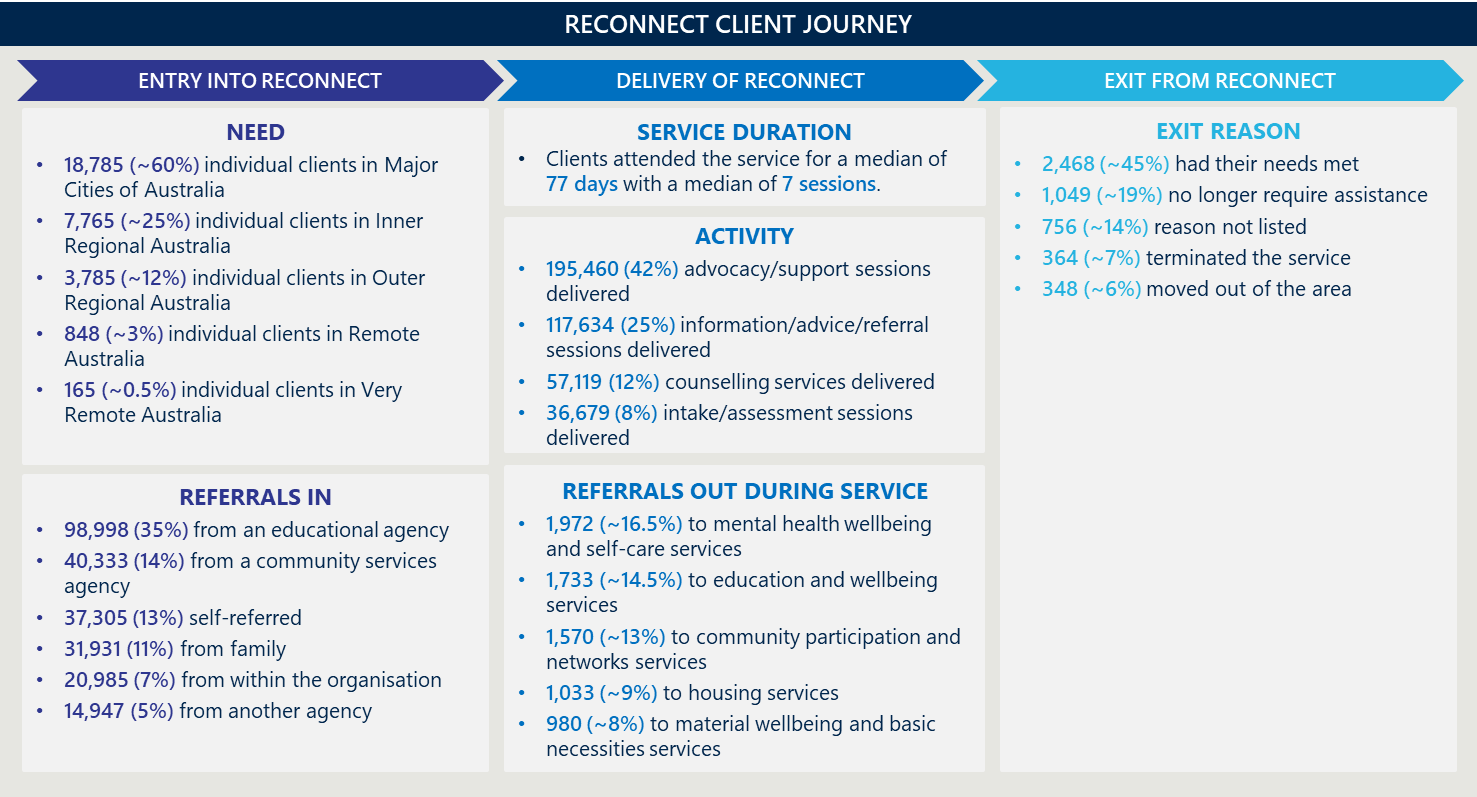 RECONNECT CLIENT JOURNEY
ENTRY INTO RECONNECT
NEED
• 18,785 (~60%) individual clients in Major
Cities of Australia
• 7,765 (~25%) individual clients in Inner
Regional Australia
• 3,785 (~12%) individual clients in Outer
Regional Australia
• 848 (~3%) individual clients in Remote
Australia
• 165 (~0.5%) individual clients in Very
Remote Australia
REFERRALS IN
• 98,998 (35%) from an educational agency
• 40,333 (14%) from a community services
agency
• 37,305 (13%) self-referred
• 31,931 (11%) from family
• 20,985 (7%) from within the organisation
• 14,947 (5%) from another agency
DELIVERY OF RECONNECT
SERVICE DURATION
• Clients attended the service for a median of
77 days with a median of 7 sessions.
ACTIVITY
• 195,460 (42%) advocacy/support sessions
delivered
• 117,634 (25%) information/advice/referral
sessions delivered
• 57,119 (12%) counselling services delivered
• 36,679 (8%) intake/assessment sessions
delivered
REFERRALS OUT DURING SERVICE
• 1,972 (~16.5%) to mental health wellbeing
and self-care services
• 1,733 (~14.5%) to education and wellbeing
services
• 1,570 (~13%) to community participation and
networks services
• 1,033 (~9%) to housing services
• 980 (~8%) to material wellbeing and basic
necessities services
EXIT FROM RECONNECT
EXIT REASON
• 2,468 (~45%) had their needs met
• 1,049 (~19%) no longer require assistance
• 756 (~14%) reason not listed
• 364 (~7%) terminated the service
• 348 (~6%) moved out of the area